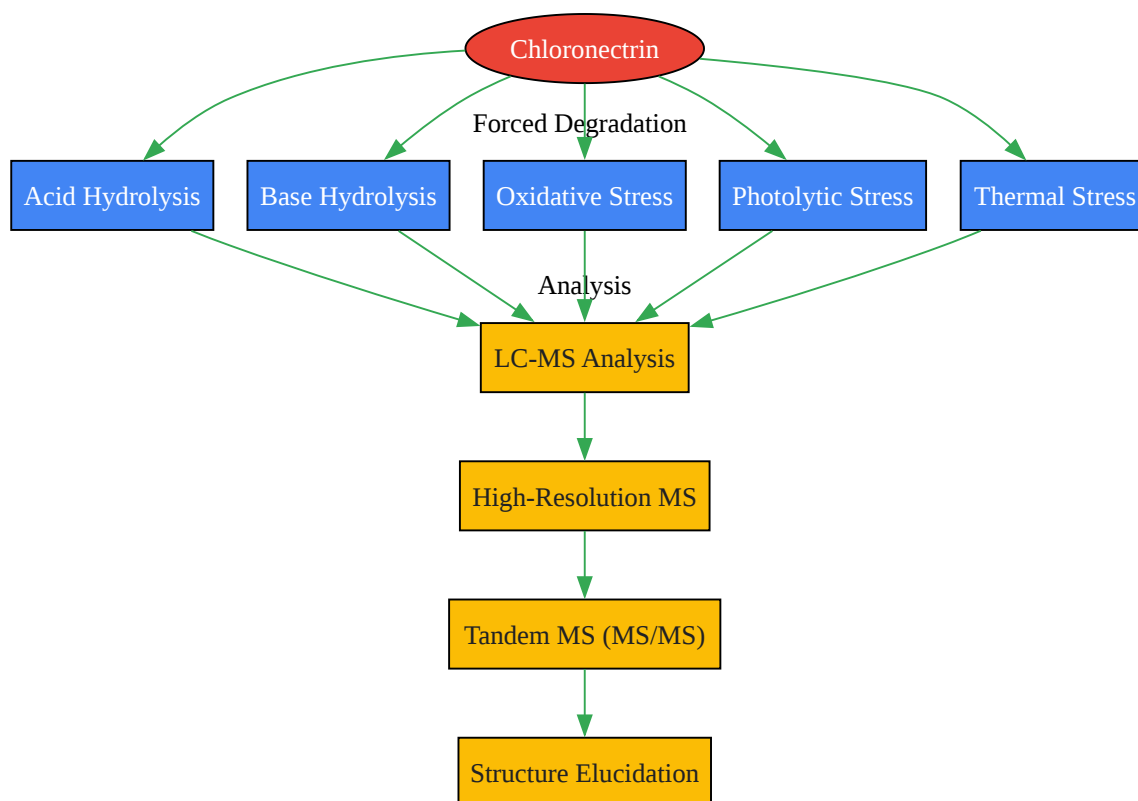 Chloronectrin
Forced Degradation
Acid Hydrolysis
Base Hydrolysis
Oxidative Stress
Photolytic Stress
Thermal Stress
Analysis
LC-MS Analysis
High-Resolution MS
Tandem MS (MS/MS)
Structure Elucidation